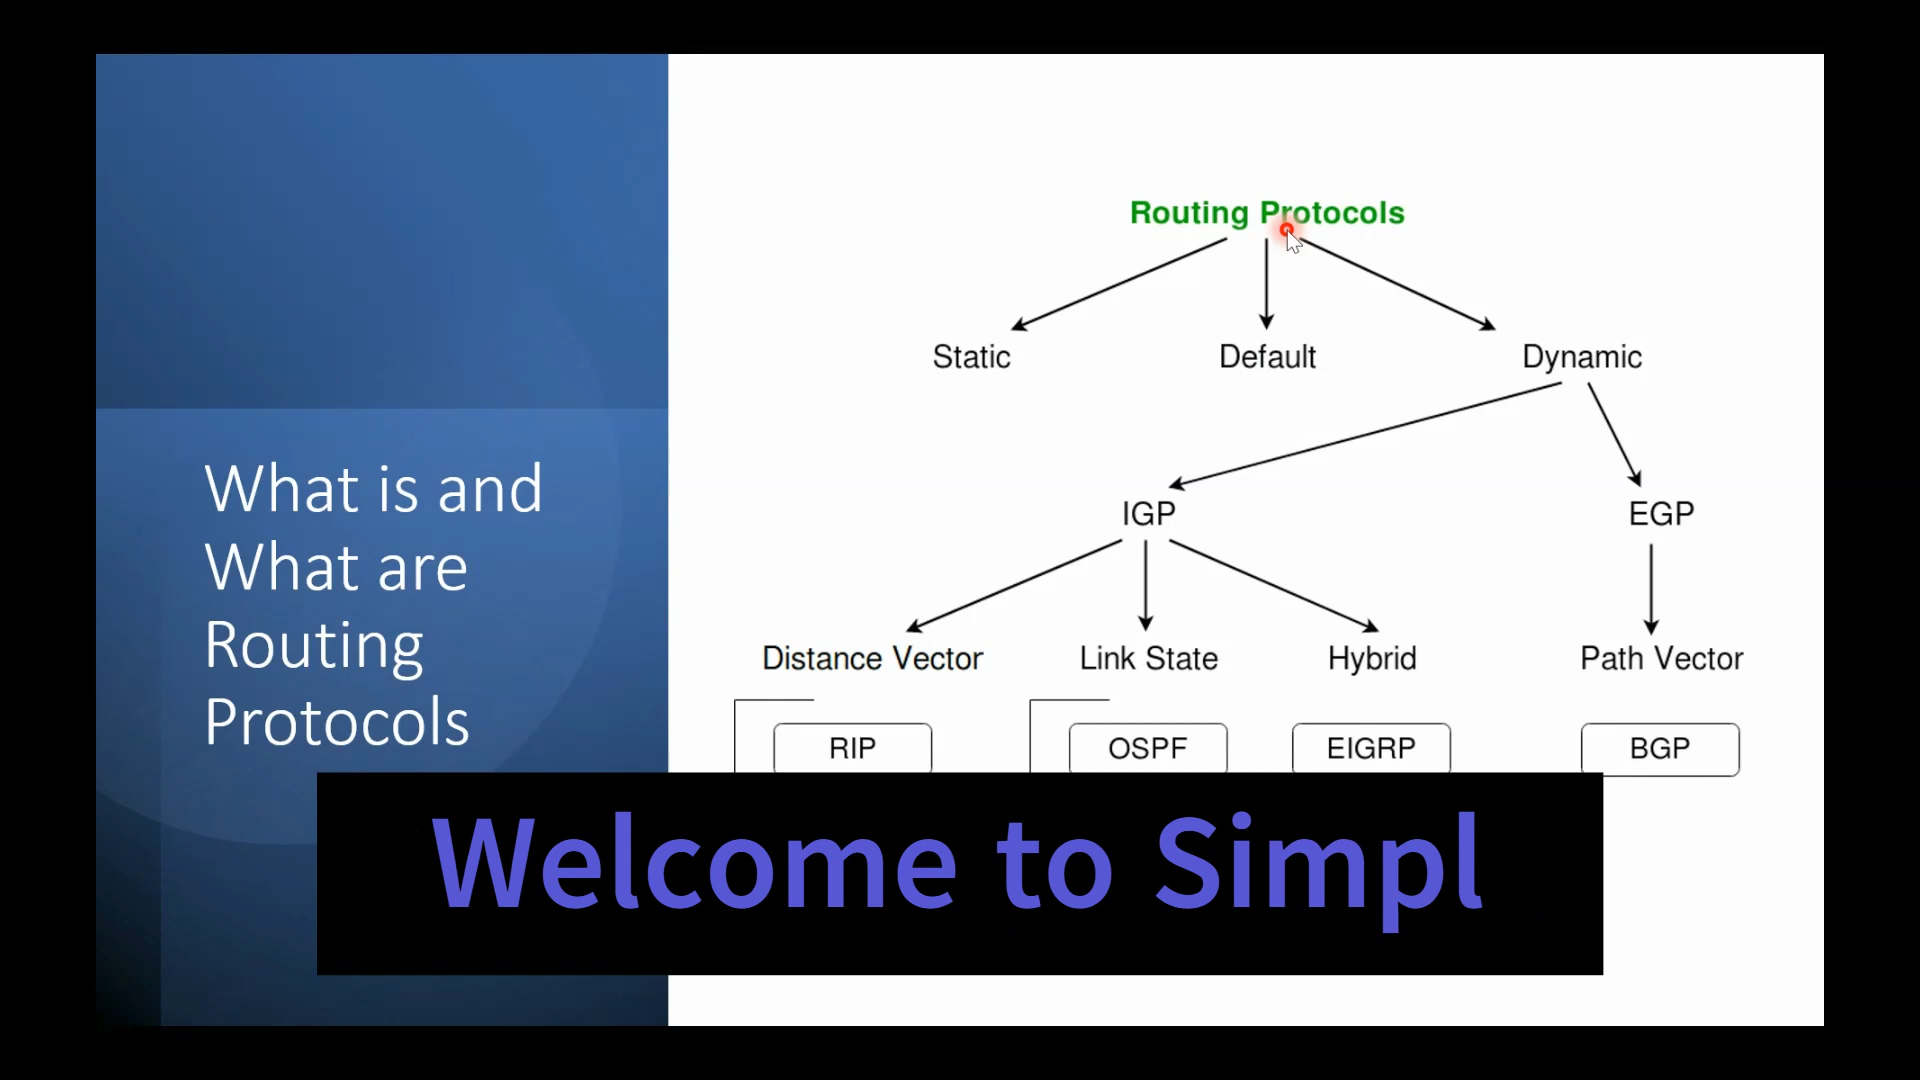 What is and
What are
Routing
Protocols
Routing Protocols
Static Default Dynamic
IGP EGP
Distance Vector Link State Hybrid Path Vector
RIP OSPF EIGRP BGP
Welcome to Simpl